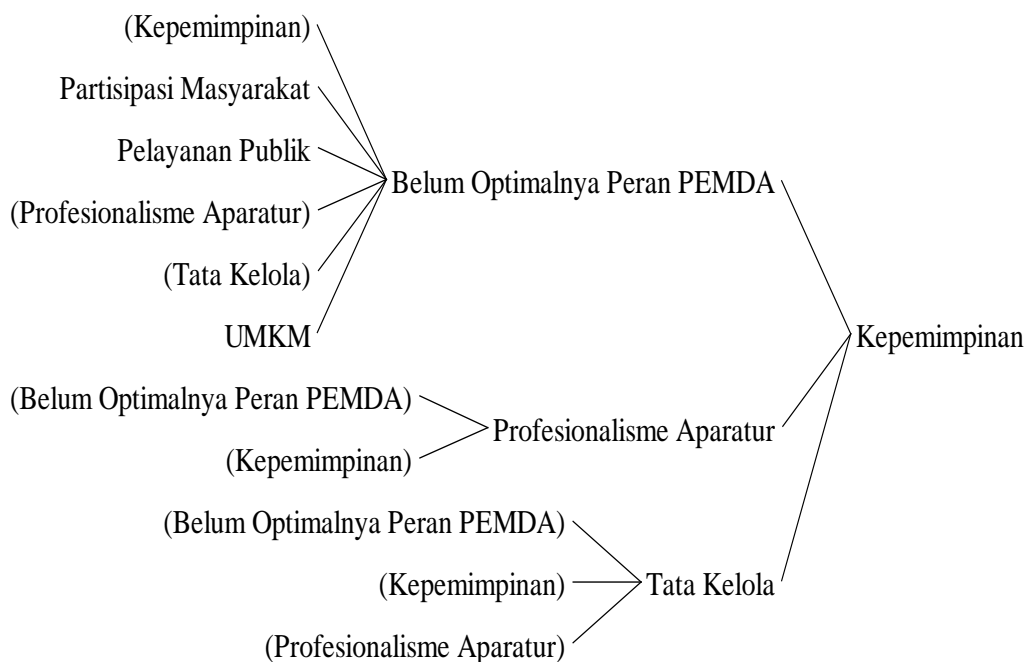 (Kepemimpinan)
Partisipasi Masyarakat
Pelayanan Publik
(Profesionalisme Aparatur)
(Tata Kelola)
UMKM
Belum Optimalnya Peran PEMDA
(Belum Optimalnya Peran PEMDA)
(Kepemimpinan)
Profesionalisme Aparatur
(Belum Optimalnya Peran PEMDA)
(Kepemimpinan)
(Profesionalisme Aparatur)
Tata Kelola
Kepemimpinan